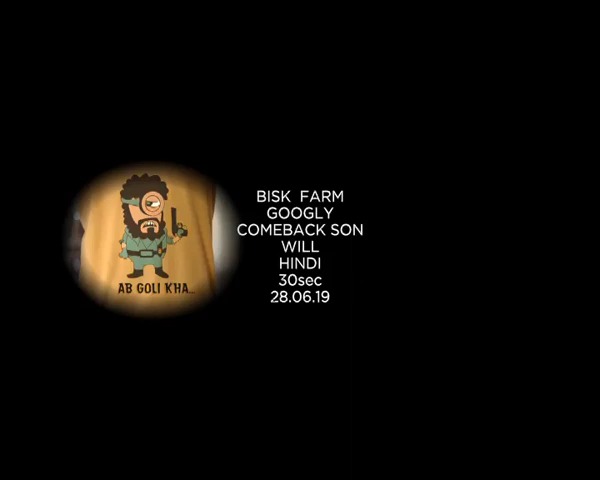 BISK FARM
GOOGLY
COMEBACK SON
WILL
HINDI
30sec
28.06.19
AB GOLI KHA...